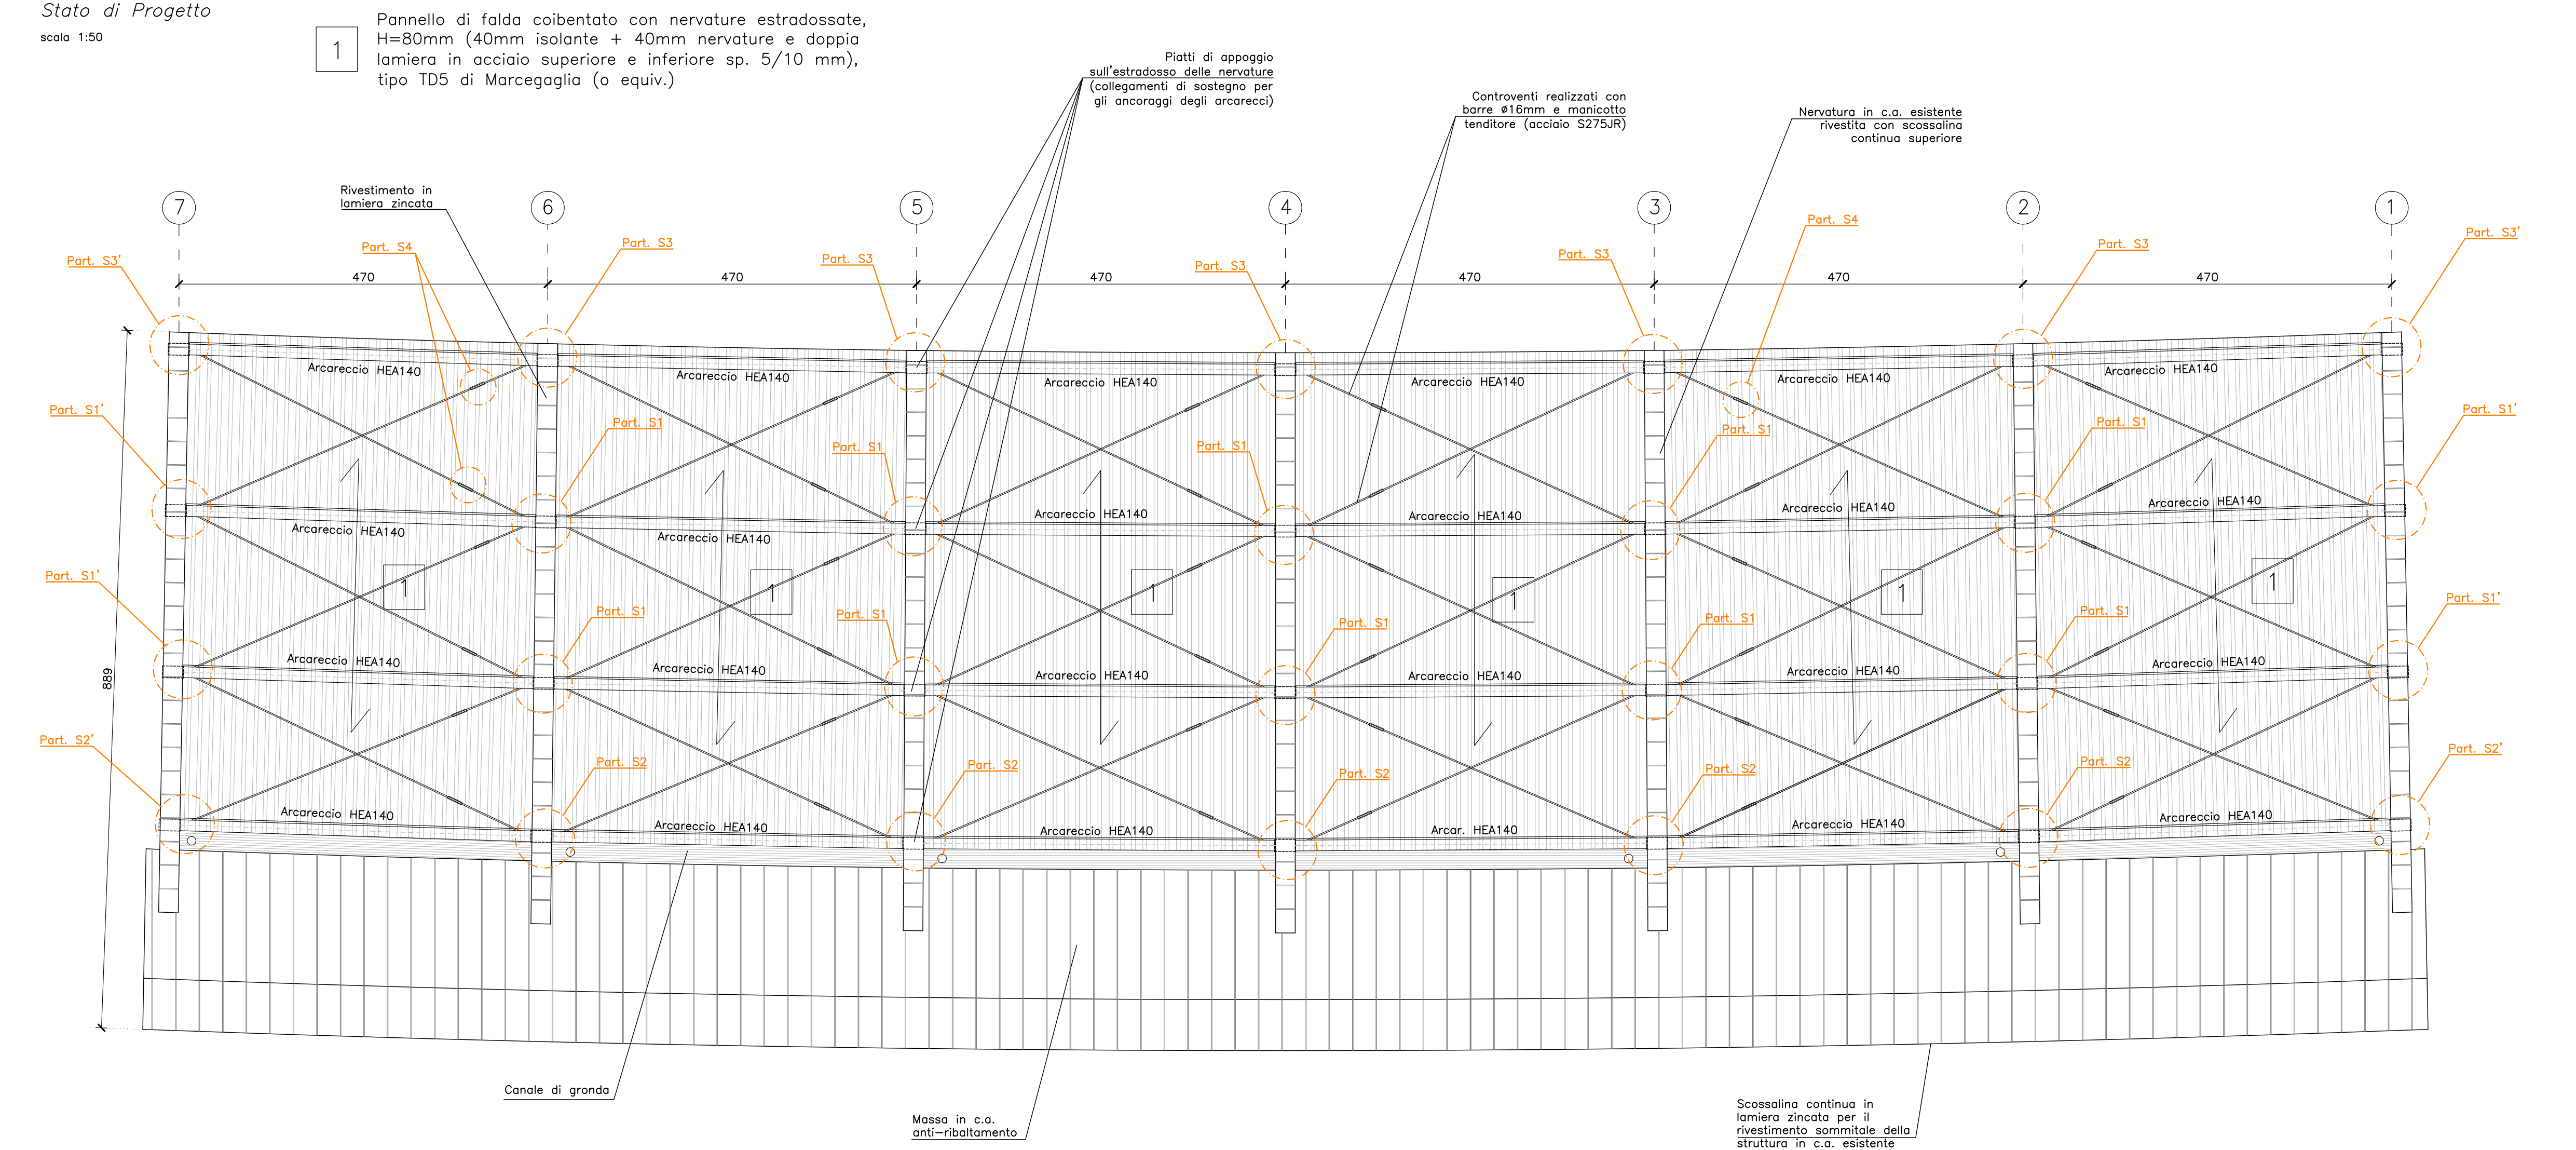 Stato di Progetto
scala 1:50
1
Pannello di falda coibentato con nervature estradossate,
H=80mm (40mm isolante + 40mm nervature e doppia
lamiera in acciaio superiore e inferiore sp. 5/10 mm),
tipo TD5 di Marcegaglia (o equiv.)
Piatti di appoggio
sull'estradosso delle nervature
(collegamenti di sostegno per
gli ancoraggi degli arcarecci)
Controventi realizzati con
barre ø16mm e manicotto
tenditore (acciaio S275JR)
Nervatura in c.a. esistente
rivestita con scossalina
continua superiore
Rivestimento in
lamiera zincata
7
6
5
4
3
2
1
Part. S3'
Part. S4
Part. S3
Part. S3
Part. S3
Part. S3
Part. S4
Part. S3
Part. S3'
470
470
470
470
470
470
Arcareccio HEA140
Arcareccio HEA140
Arcareccio HEA140
Arcareccio HEA140
Arcareccio HEA140
Arcareccio HEA140
Part. S1'
Part. S1
Part. S1
Part. S1
Part. S1
Part. S1
Part. S1'
Arcareccio HEA140
Arcareccio HEA140
Arcareccio HEA140
Arcareccio HEA140
Arcareccio HEA140
Arcareccio HEA140
Part. S1'
1
1
1
1
1
1
Part. S1
Part. S1
Part. S1
Part. S1
Part. S1
Part. S1'
889
Arcareccio HEA140
Arcareccio HEA140
Arcareccio HEA140
Arcareccio HEA140
Arcareccio HEA140
Arcareccio HEA140
Part. S2'
Part. S2
Part. S2
Part. S2
Part. S2
Part. S2
Part. S2'
Arcareccio HEA140
Arcareccio HEA140
Arcareccio HEA140
Arcar. HEA140
Arcareccio HEA140
Arcareccio HEA140
Canale di gronda
Massa in c.a.
anti-ribaltamento
Scossalina continua in
lamiera zincata per il
rivestimento sommitale della
struttura in c.a. esistente